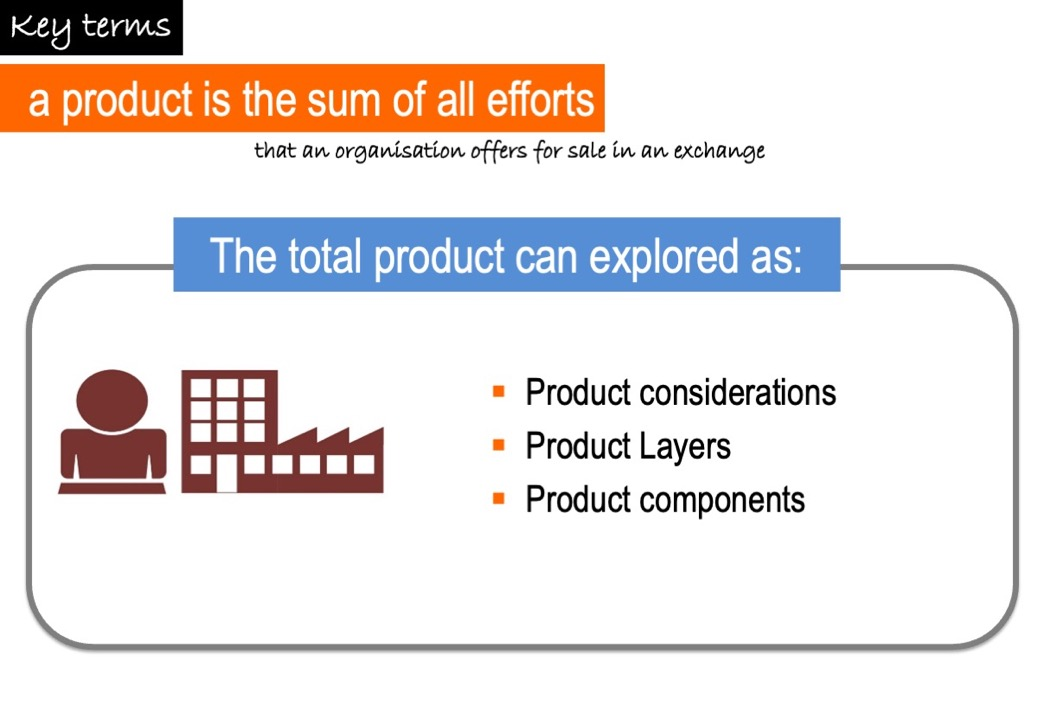 Key terms
a product is the sum of all efforts
that an organisation offers for sale in an exchange
The total product can explored as:
▪ Product considerations
▪ Product Layers
▪ Product components